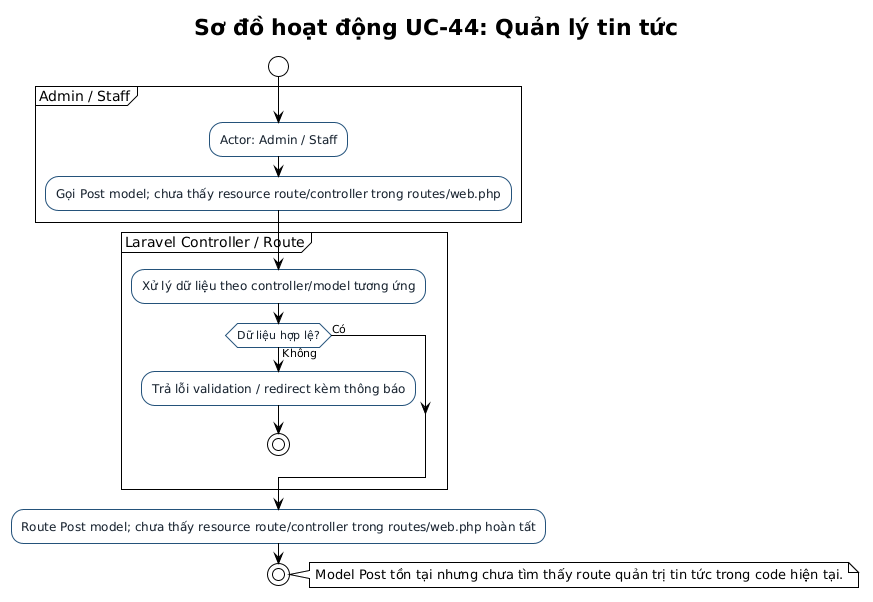 Sơ đồ hoạt động UC-44: Quản lý tin tức
Admin / Staff
Actor: Admin / Staff
Gọi Post model; chưa thấy resource route/controller trong routes/web.php
Laravel Controller / Route
Xử lý dữ liệu theo controller/model tương ứng
Dữ liệu hợp lệ?
Có
Không
Trả lỗi validation / redirect kèm thông báo
Route Post model; chưa thấy resource route/controller trong routes/web.php hoàn tất
Model Post tồn tại nhưng chưa tìm thấy route quản trị tin tức trong code hiện tại.